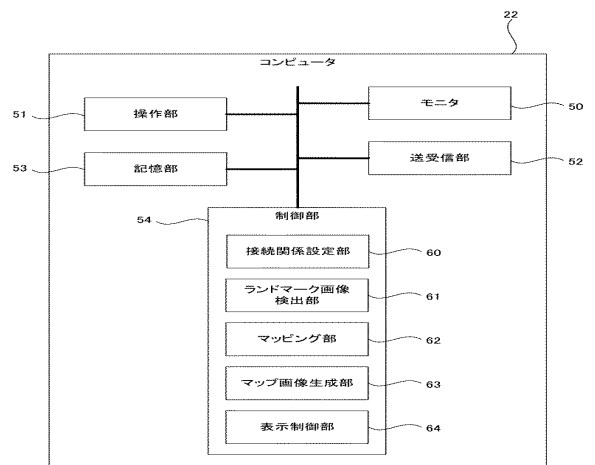 22
コンピュータ
51
操作部
モニタ
50
53
記憶部
送受信部
52
54
制御部
接続関係設定部
60
ランドマーク画像
検出部
61
マッピング部
62
マップ画像生成部
63
表示制御部
64